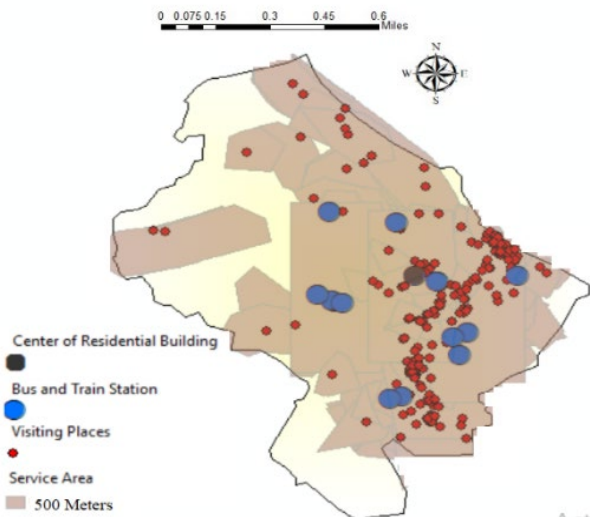 0 0.075 0.15 0.3 0.45 0.6
Miles
N
W E
S
Center of Residential Building
Bus and Train Station
Visiting Places
Service Area
500 Meters